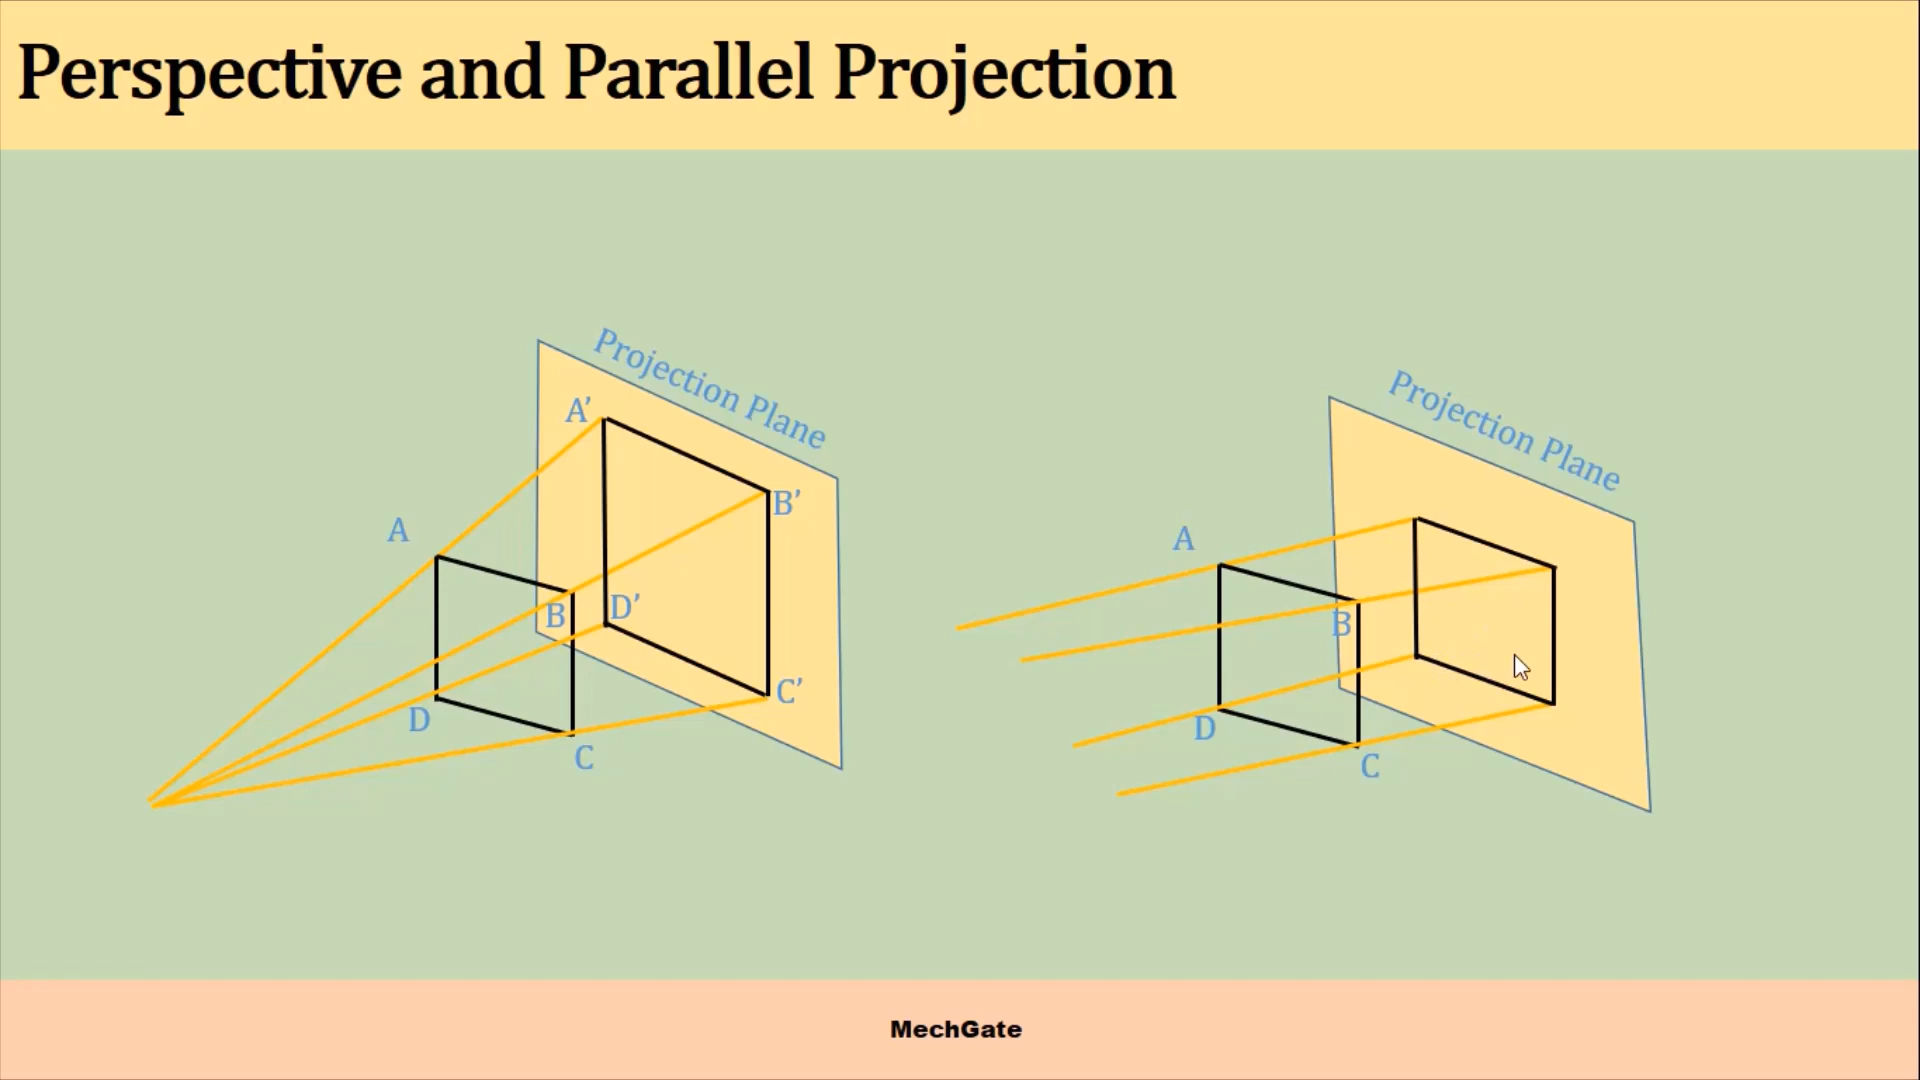 Perspective and Parallel Projection
Projection Plane
A’
B’
A
B
D’
C’
D
C
Projection Plane
A
B
D
C
MechGate